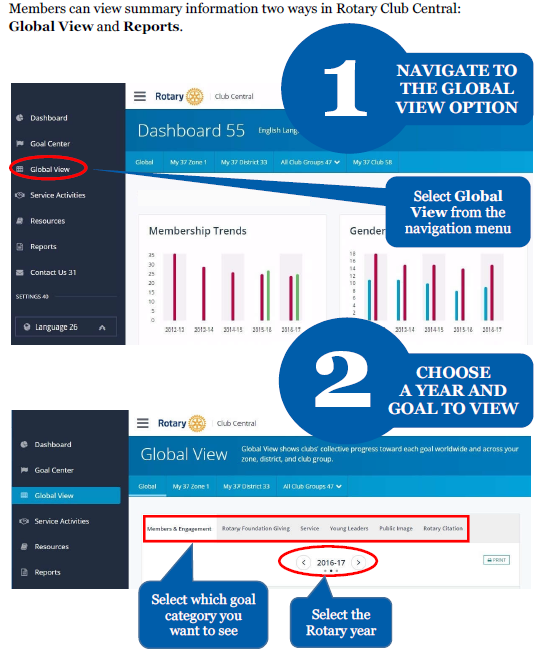 Members can view summary information two ways in Rotary Club Central:
Global View and Reports.
1
NAVIGATE TO
THE GLOBAL
VIEW OPTION
Rotary
Club Central
Dashboard
Goal Center
Global View
Service Activities
Resources
Reports
Contact Us 31
SETTINGS 40
Language 26
Dashboard 55
English Lang
Global
My 37 Zone 1
My 37 District 33
All Club Groups 47
My 37 Club 58
Select Global
View from the
navigation menu
Membership Trends
35
30
25
20
15
10
5
0
2012-13
2013-14
2014-15
2015-16
2016-17
Gender
18
16
14
12
10
8
6
4
2
2013-14
2014-15
2015-16
2016-17
2
CHOOSE
A YEAR AND
GOAL TO VIEW
Rotary
Club Central
Dashboard
Goal Center
Global View
Service Activities
Resources
Reports
Global View
Global View shows clubs' collective progress toward each goal worldwide and across your
zone, district, and club group.
Global
My 37 Zone 1
My 37 District 33
All Club Groups 47
Members & Engagement
Rotary Foundation Giving
Service
Young Leaders
Public Image
Rotary Citation
2016-17
PRINT
Select which goal
category you
want to see
Select the
Rotary year